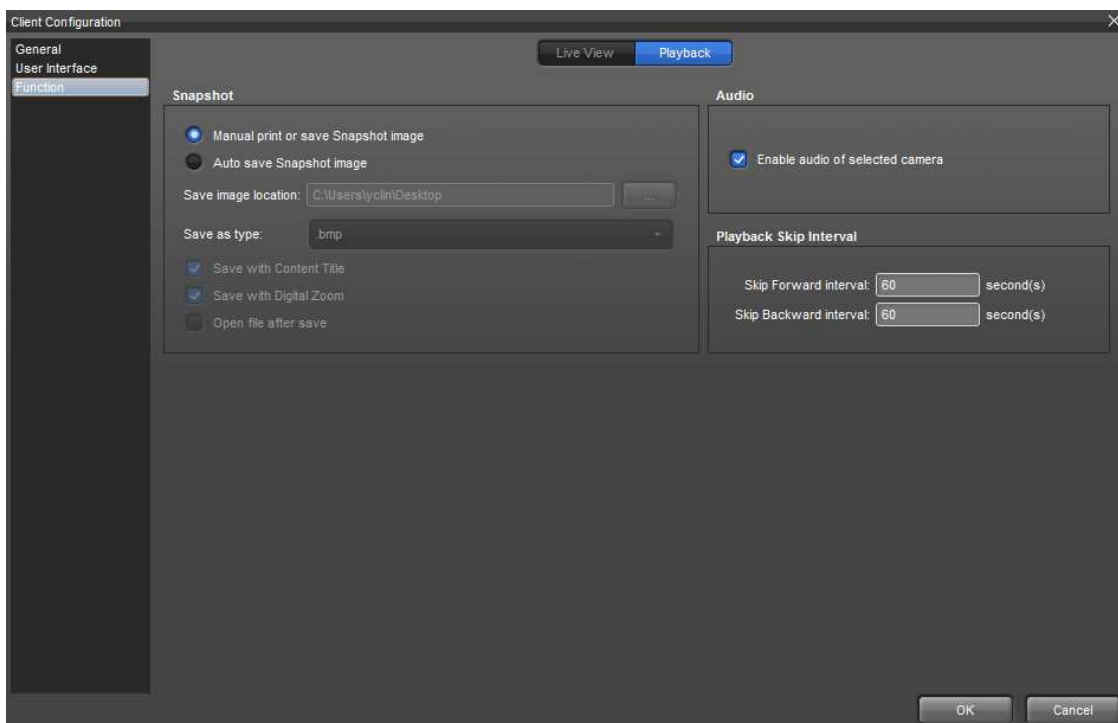 Client Configuration
General
User Interface
Function
Live View
Playback
Snapshot
Manual print or save Snapshot image
Auto save Snapshot image
Save image location: C:\Users\yclin\Desktop ...
Save as type: .bmp
Save with Content Title
Save with Digital Zoom
Open file after save
Audio
Enable audio of selected camera
Playback Skip Interval
Skip Forward interval: 60 second(s)
Skip Backward interval: 60 second(s)
OK
Cancel